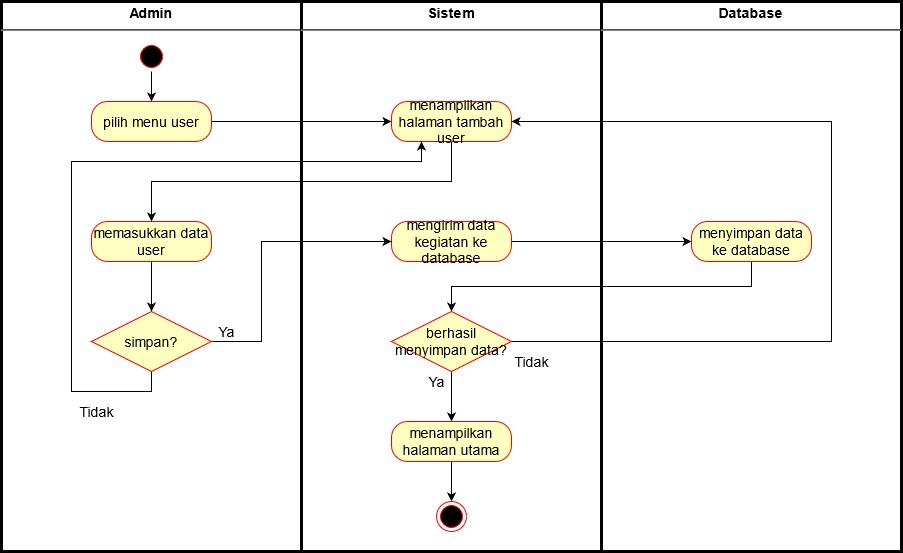 Admin
Sistem
Database
pilih menu user
menampilkan
halaman tambah
user
memasukkan data
user
mengirim data
kegiatan ke
database
menyimpan data
ke database
simpan?
Ya
Tidak
berhasil
menyimpan data?
Tidak
Ya
menampilkan
halaman utama